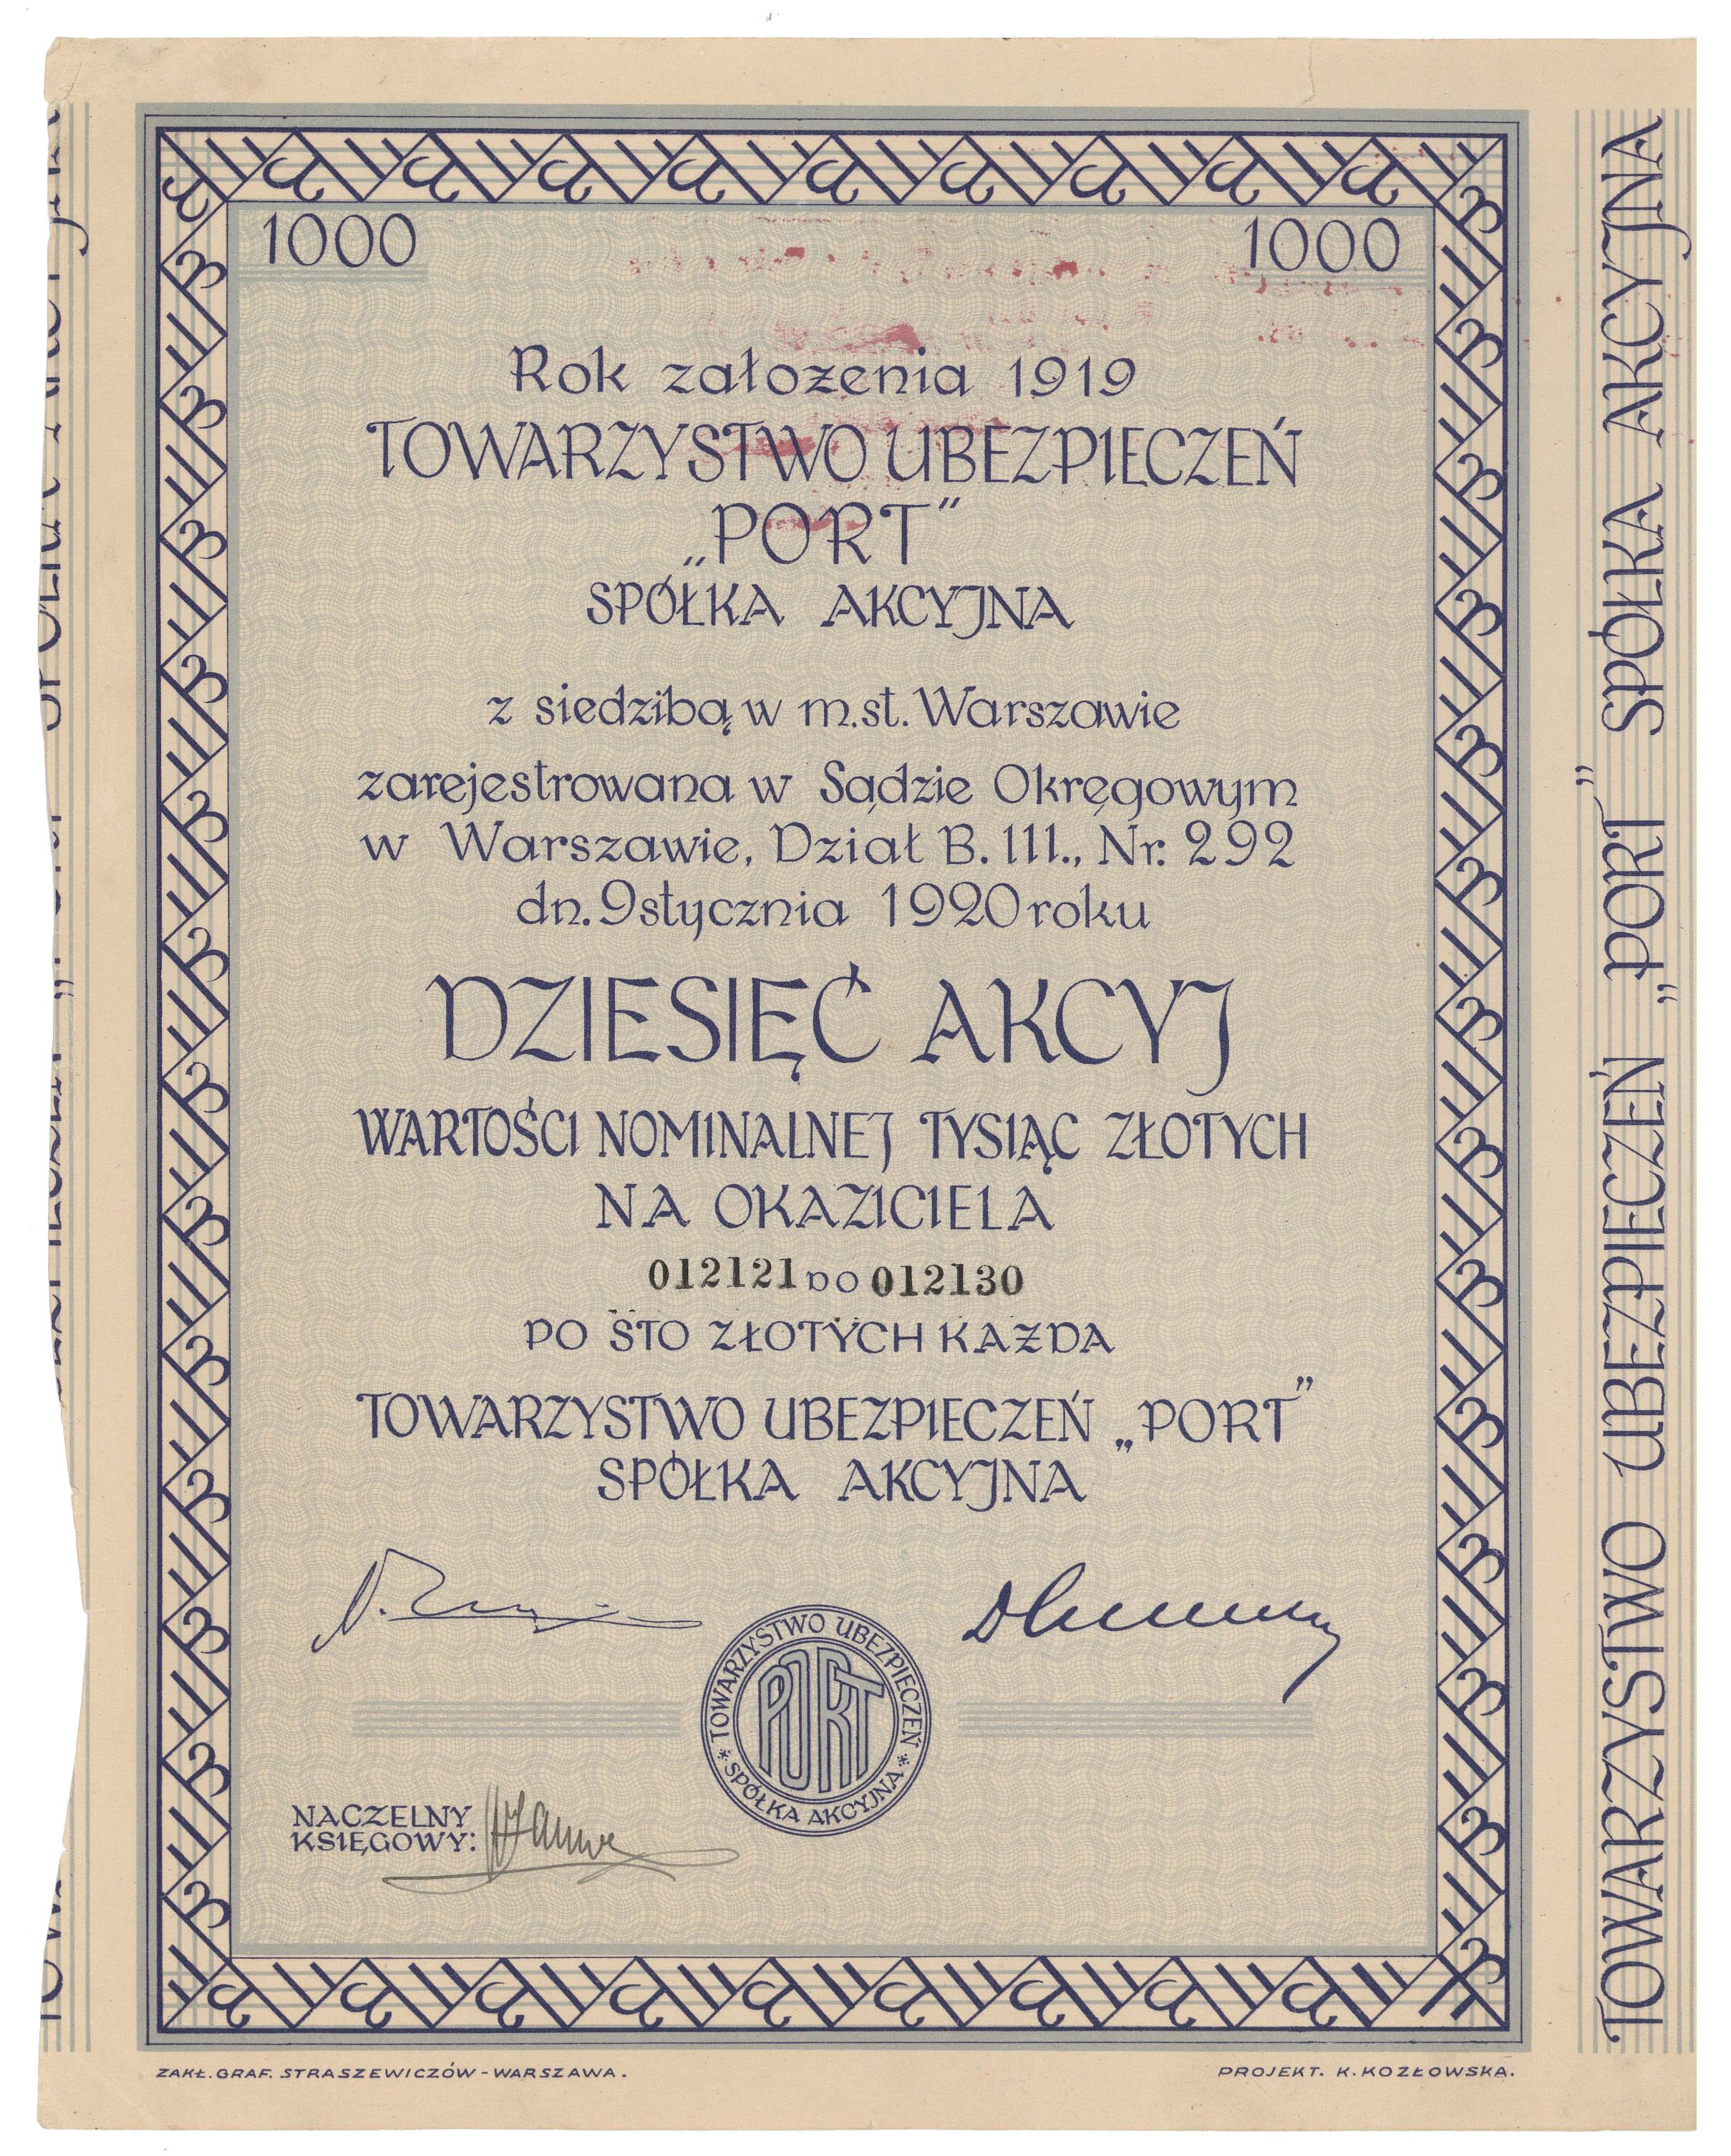 1000
1000
Rok założenia 1919
TOWARZYSTWO UBEZPIECZEŃ
„PORT”
SPÓŁKA AKCYJNA
z siedzibą w m.st. Warszawie
zarejestrowana w Sądzie Okręgowym
w Warszawie, Dział B. III., Nr. 292
dn. 9 stycznia 1920 roku
DZIESIĘĆ AKCYJ
WARTOŚCI NOMINALNEJ TYSIĄC ZŁOTYCH
NA OKAZICIELA
012121 DO 012130
PO STO ZŁOTYCH KAŻDA
TOWARZYSTWO UBEZPIECZEŃ „PORT”
SPÓŁKA AKCYJNA
TOWARZYSTWO UBEZPIECZEŃ
PORT
* SPÓŁKA AKCYJNA *
NACZELNY
KSIĘGOWY:
ZAKŁ. GRAF. STRASZEWICZÓW - WARSZAWA.
PROJEKT. K. KOZŁOWSKA.
TOWARZYSTWO UBEZPIECZEŃ „PORT” SPÓŁKA AKCYJNA